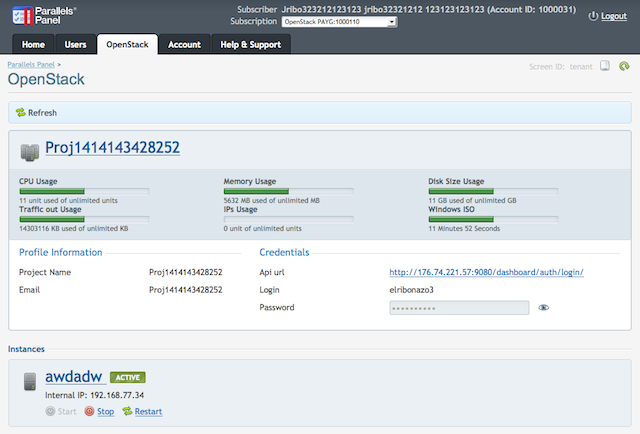 Parallels® Panel
Subscriber Jribo323212123123 jribo32321212 123123123123 (Account ID: 1000031)
Subscription OpenStack PAYG:1000110
Logout
Home Users OpenStack Account Help & Support
Parallels Panel >
Screen ID: tenant
OpenStack
Refresh
Proj1414143428252
CPU Usage Memory Usage Disk Size Usage
11 unit used of unlimited units 5632 MB used of unlimited MB 11 GB used of unlimited GB
Traffic out Usage IPs Usage Windows ISO
14303116 KB used of unlimited KB 0 unit of unlimited units 11 Minutes 52 Seconds
Profile Information Credentials
Project Name Proj1414143428252 Api url http://176.74.221.57:9080/dashboard/auth/login/
Email Proj1414143428252 Login elribonazo3
Password ••••••••••
Instances
awdadw ACTIVE
Internal IP: 192.168.77.34
Start Stop Restart